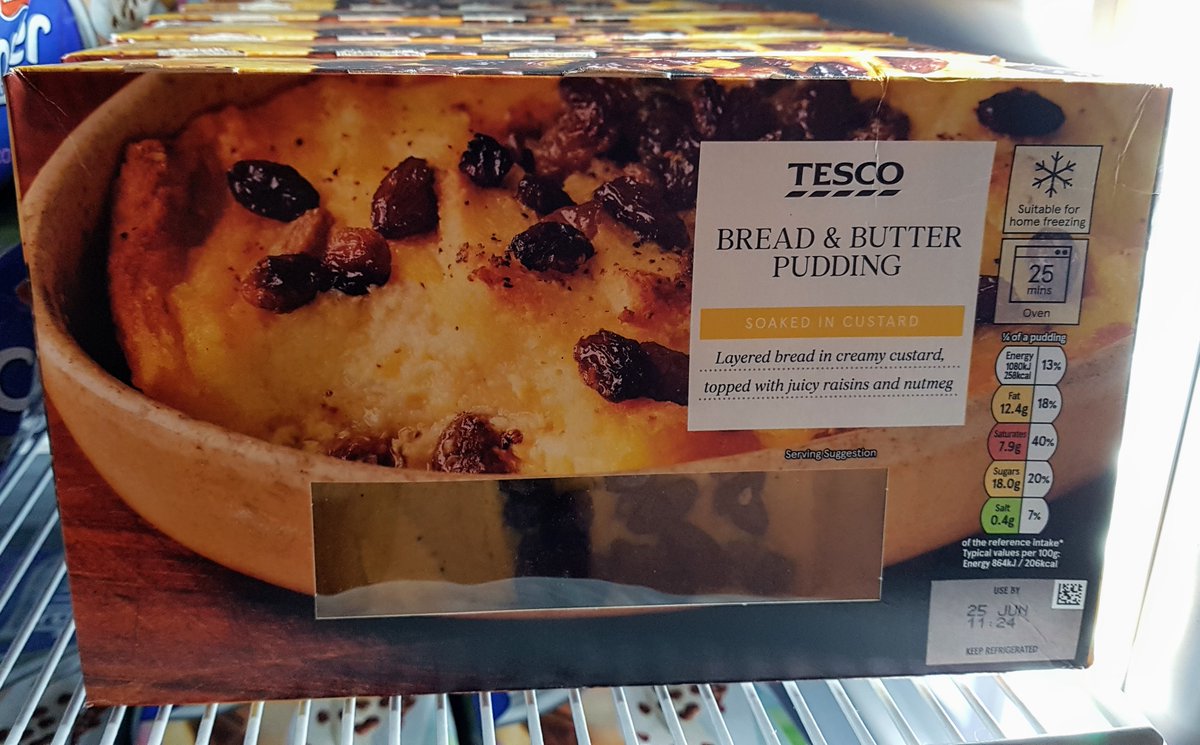 TESCO
BREAD & BUTTER
PUDDING
SOAKED IN CUSTARD
Layered bread in creamy custard,
topped with juicy raisins and nutmeg
Serving Suggestion
Suitable for
home freezing
25
mins
Oven
¼ of a pudding
Energy
1080kJ
258kcal
13%
Fat
12.4g
18%
Saturates
7.9g
40%
Sugars
18.0g
20%
Salt
0.4g
7%
of the reference intake*
Typical values per 100g:
Energy 864kJ / 206kcal
USE BY
25 JUN
11:24
KEEP REFRIGERATED